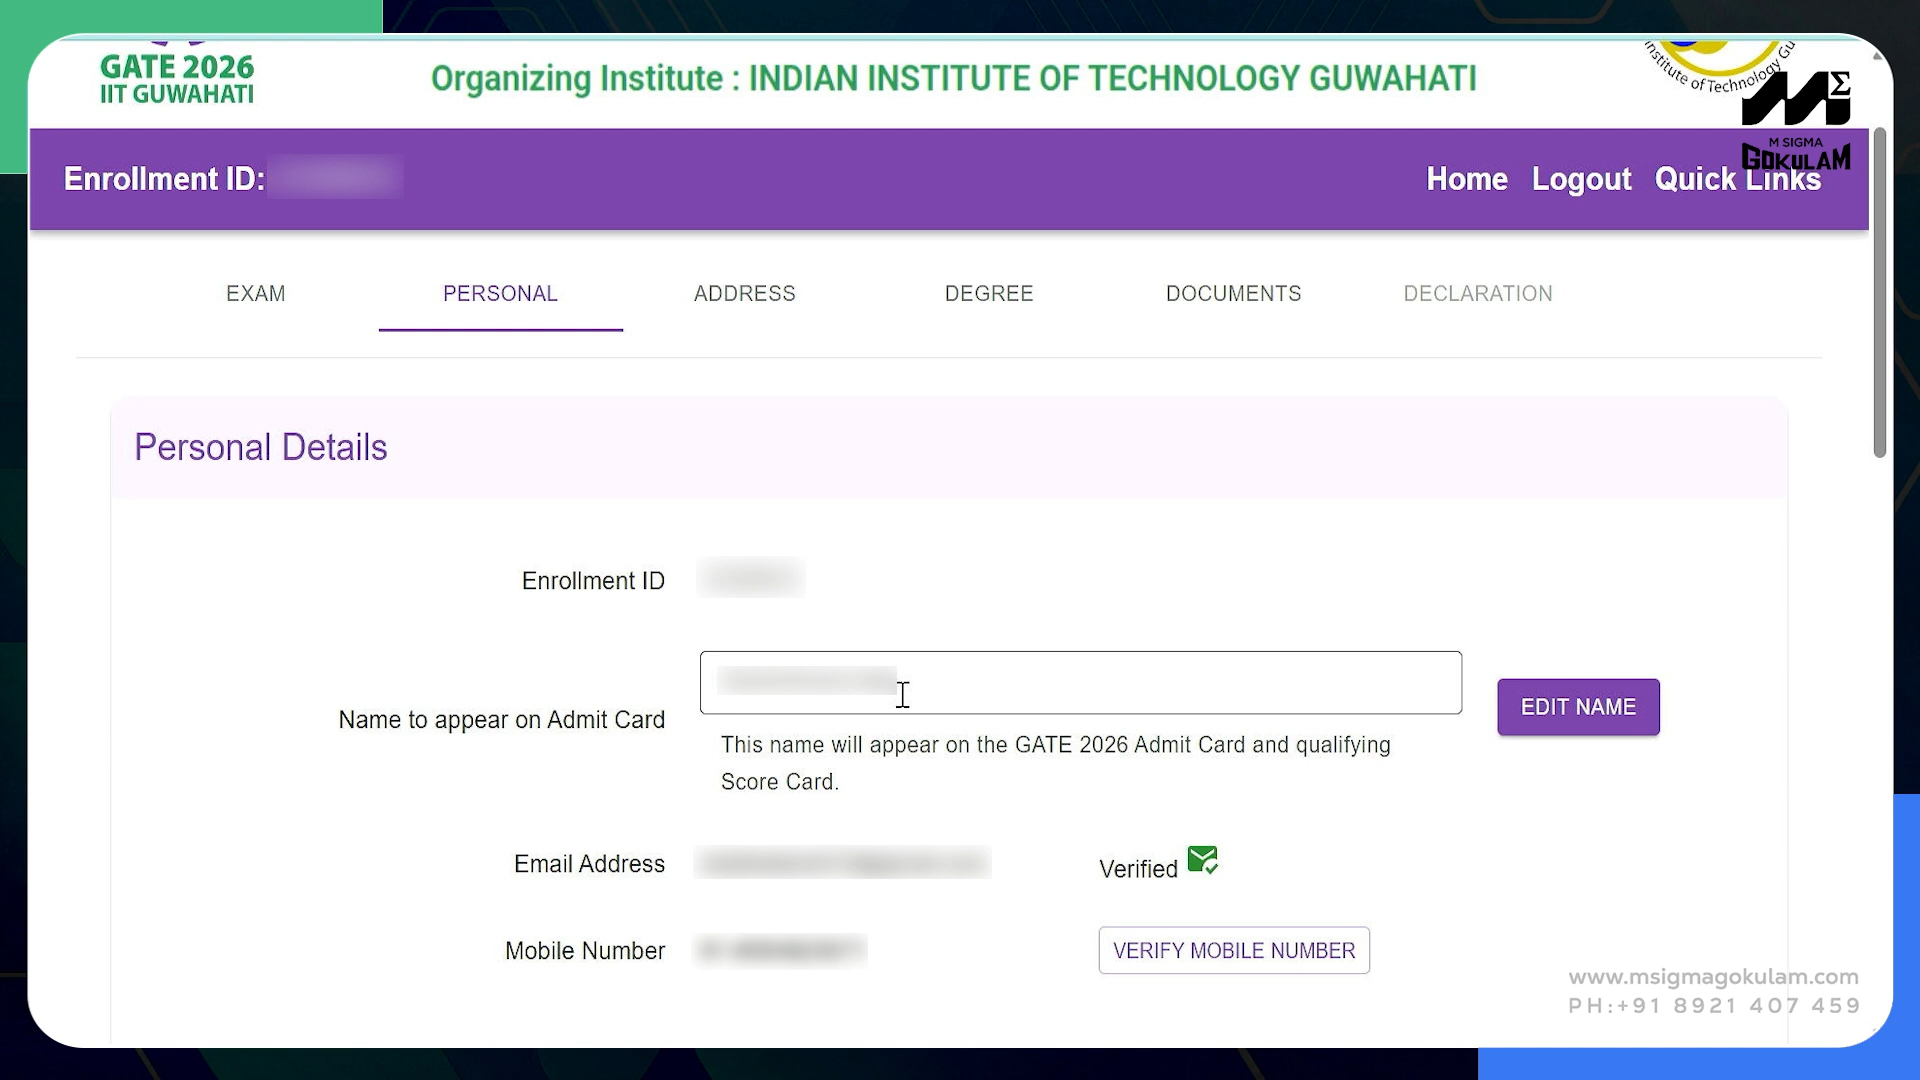 GATE 2026
IIT GUWAHATI
Organizing Institute : INDIAN INSTITUTE OF TECHNOLOGY GUWAHATI
Institute of Technology Gu
M Σ
M SIGMA
GOKULAM
Enrollment ID:
Home Logout Quick Links
EXAM PERSONAL ADDRESS DEGREE DOCUMENTS DECLARATION
Personal Details
Enrollment ID
Name to appear on Admit Card
EDIT NAME
This name will appear on the GATE 2026 Admit Card and qualifying
Score Card.
Email Address Verified
Mobile Number VERIFY MOBILE NUMBER
www.msigmagokulam.com
PH:+91 8921 407 459